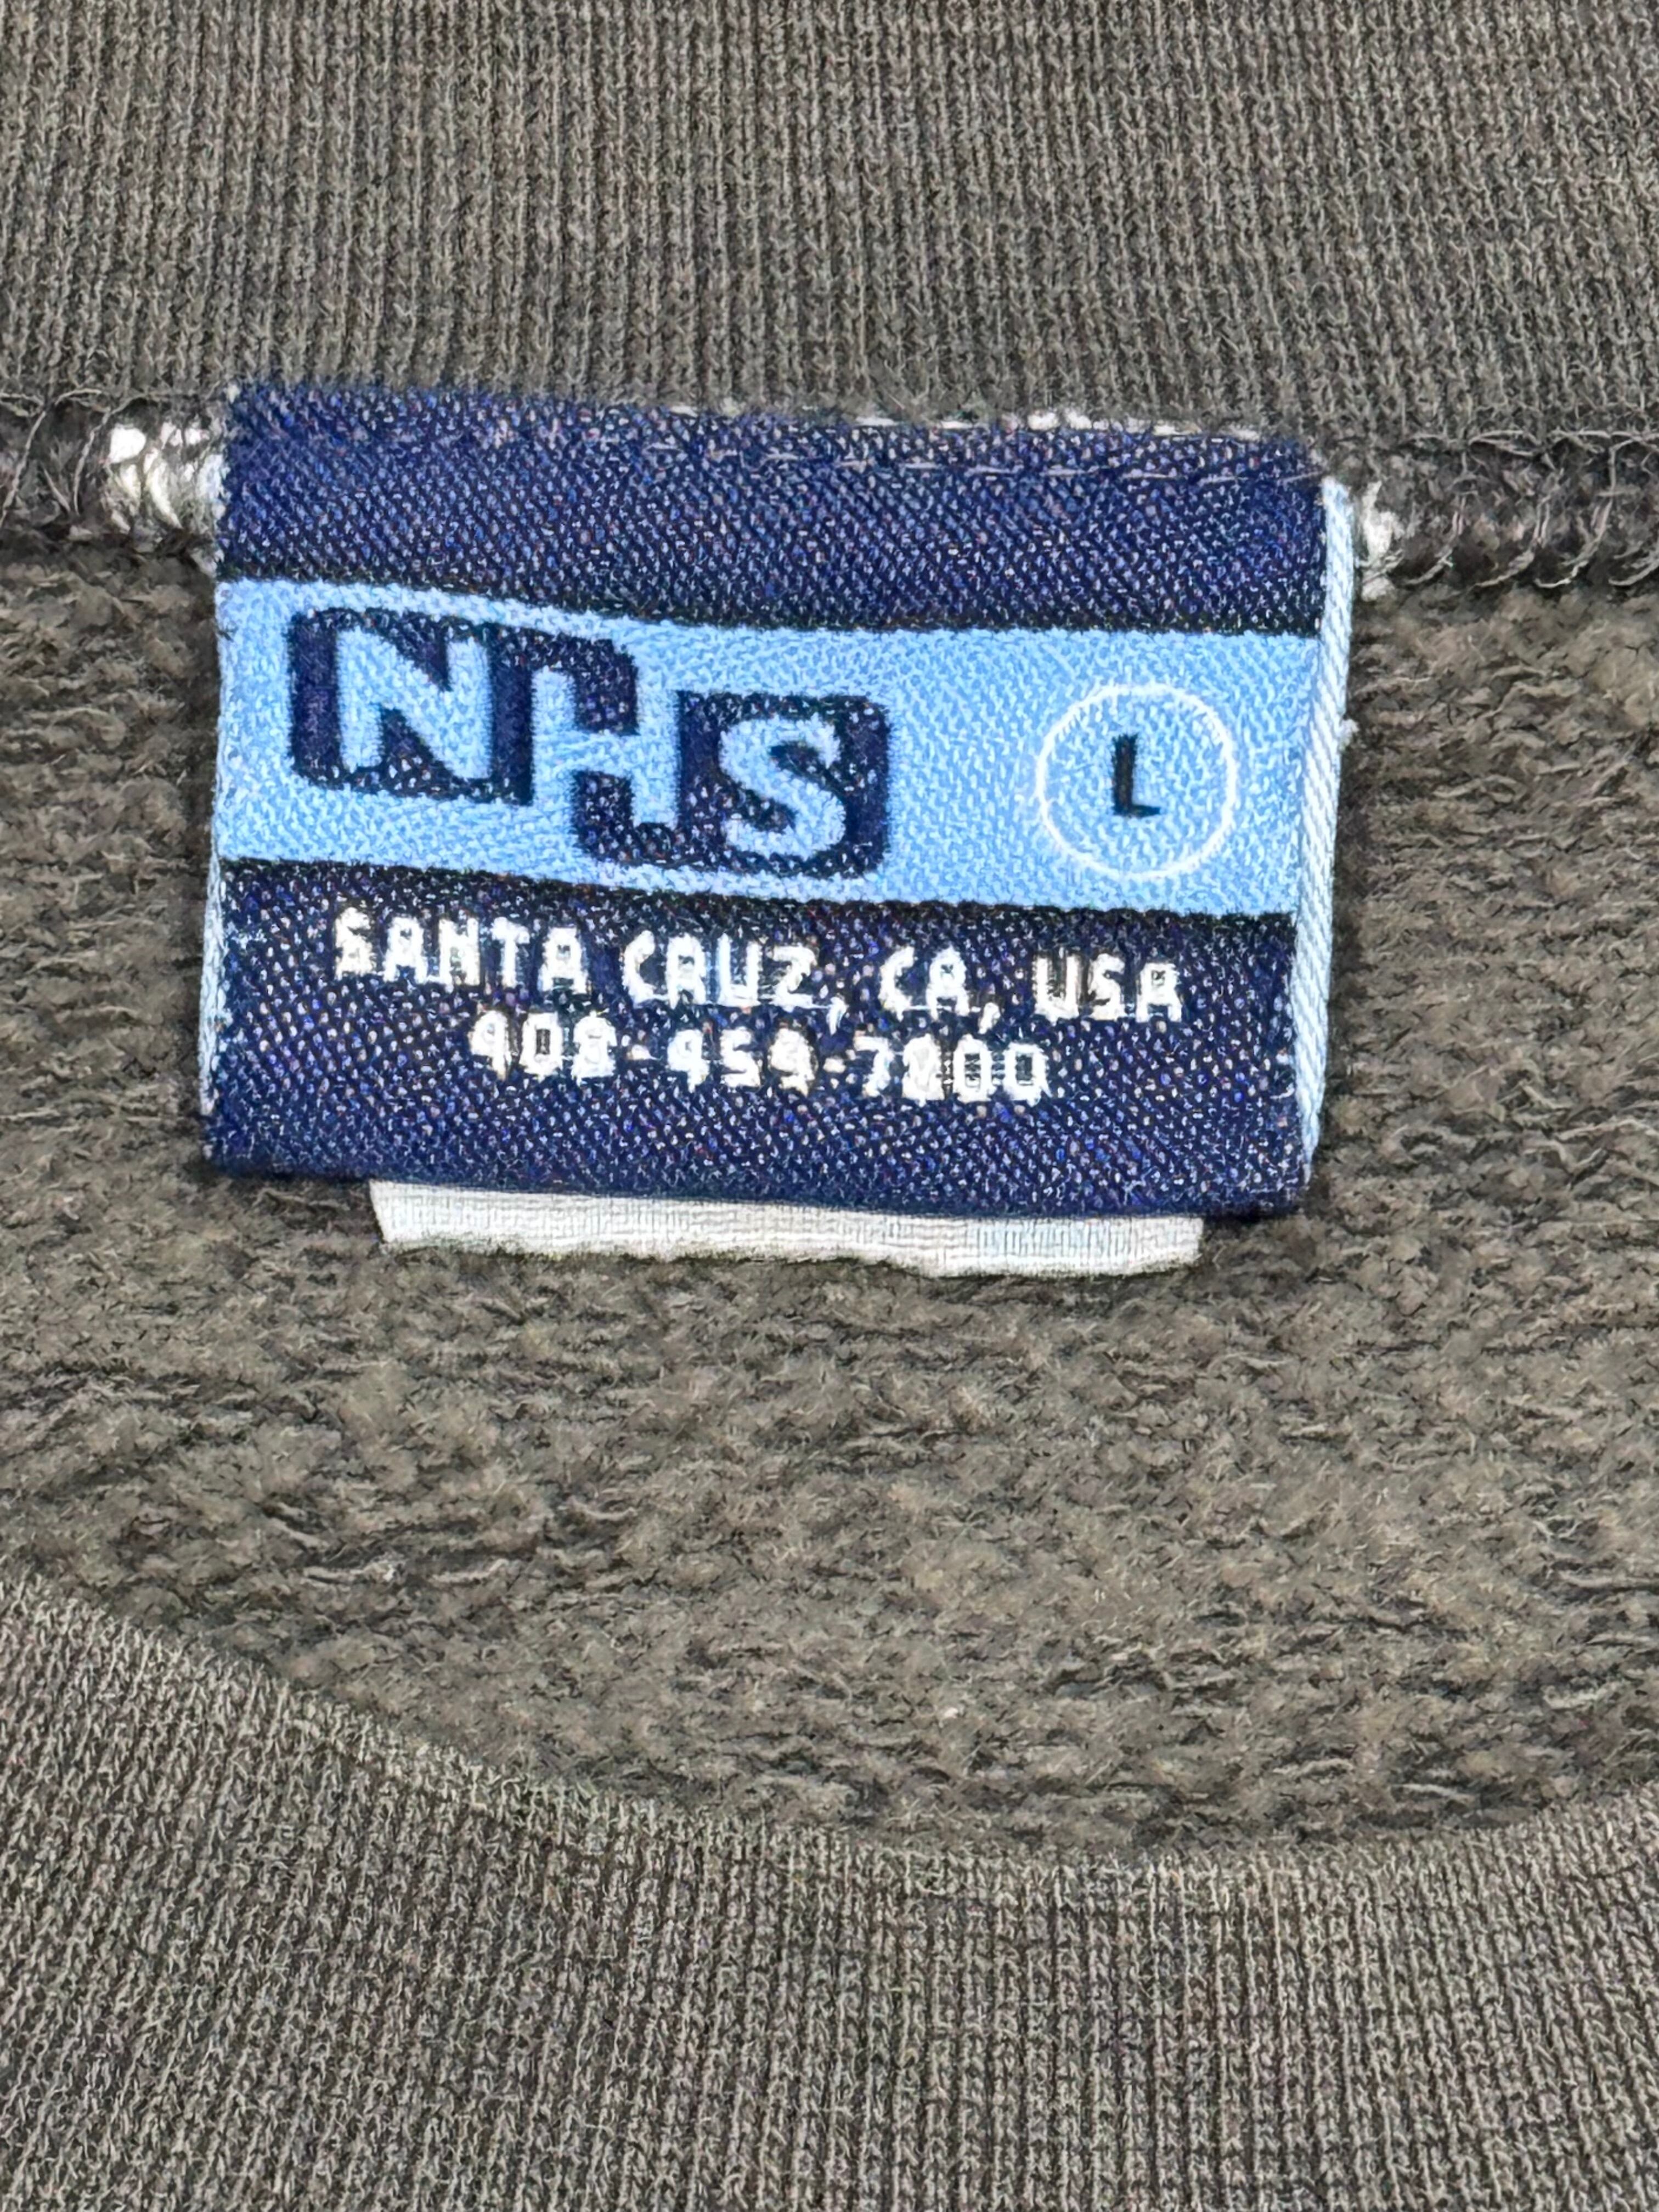 NHS
L
SANTA CRUZ, CA, USA
408-459-7800